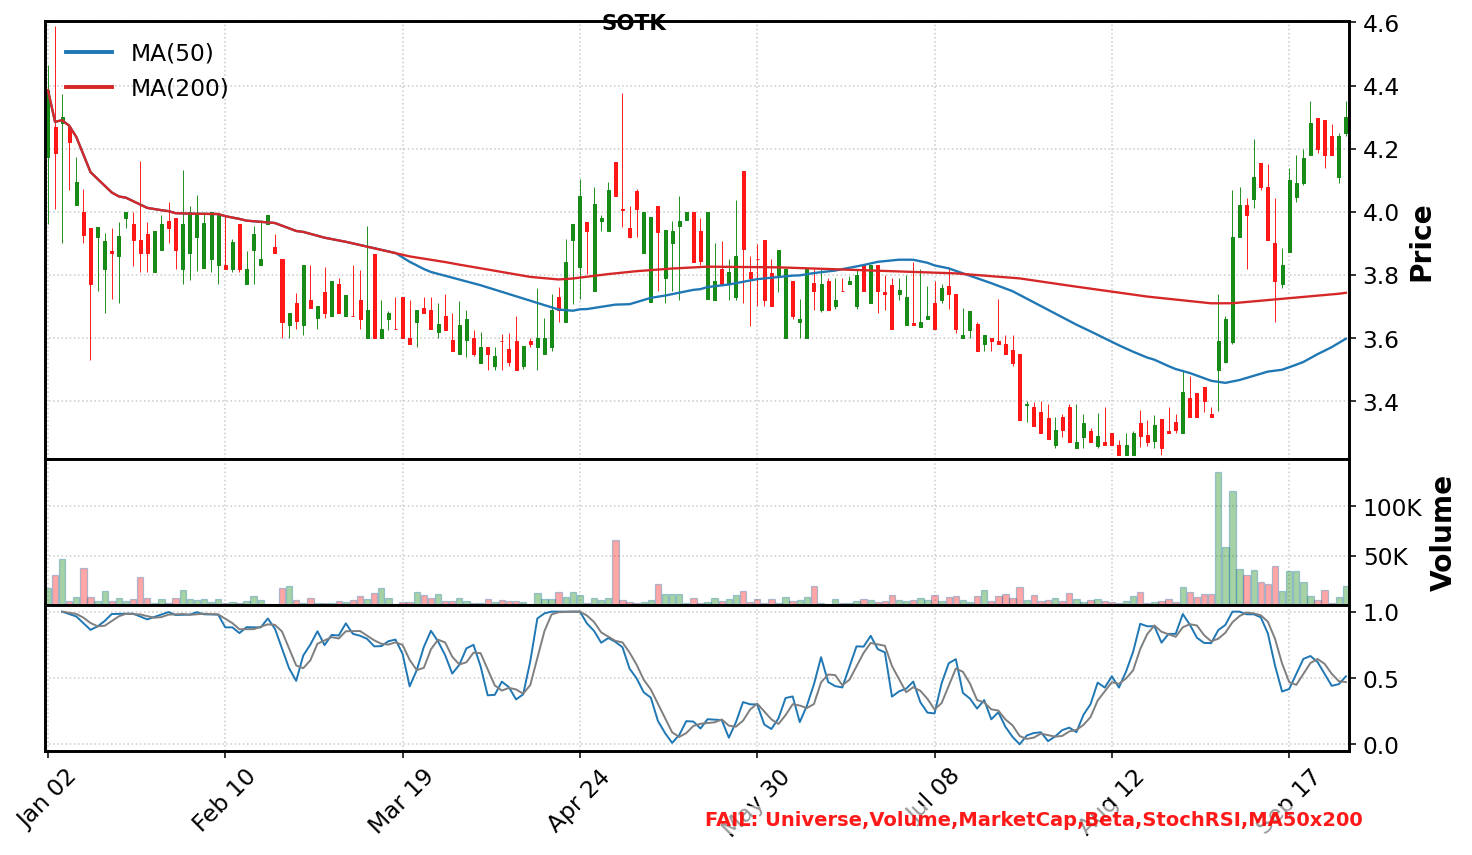 SOTK
MA(50)
MA(200)
4.6
4.4
4.2
4.0
3.8
3.6
3.4
Price
100K
50K
Volume
1.0
0.5
0.0
Jan 02
Feb 10
Mar 19
Apr 24
May 30
Jul 08
Aug 12
Sep 17
FAIL: Universe,Volume,MarketCap,Beta,StochRSI,MA50x200